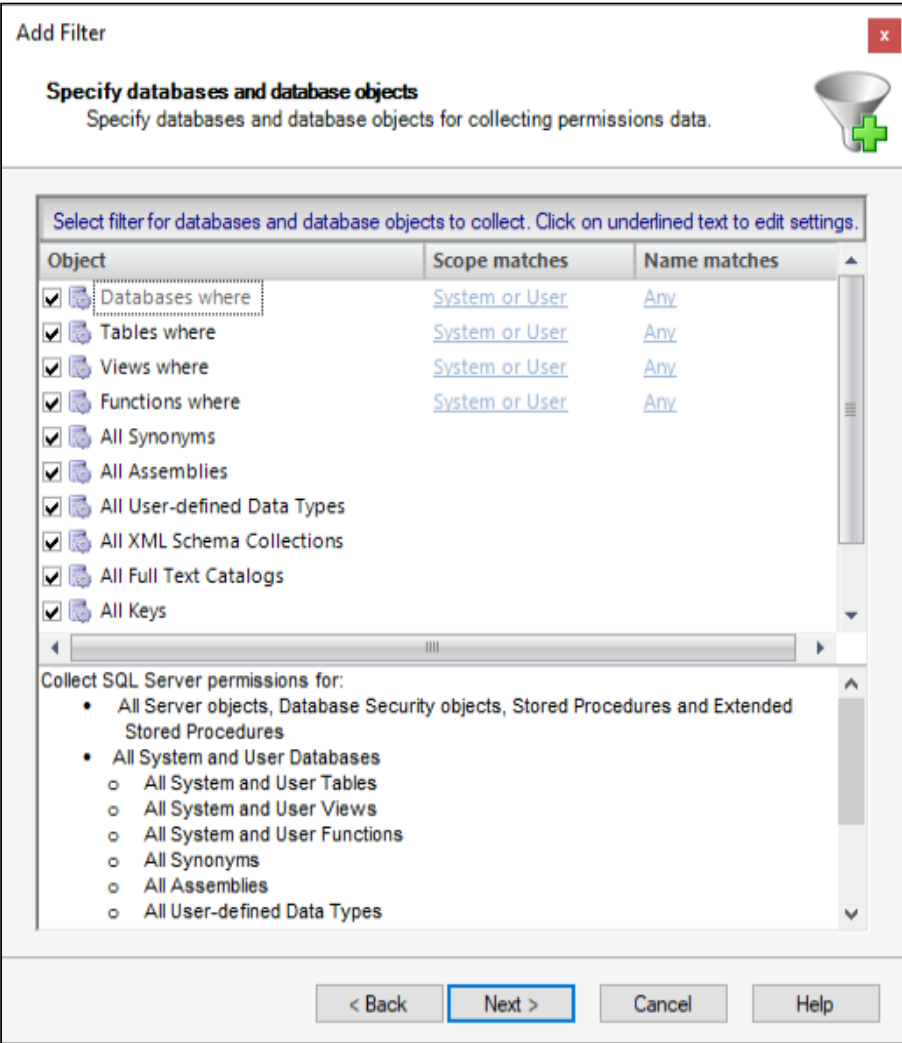 Add Filter
x
Specify databases and database objects
Specify databases and database objects for collecting permissions data.
Select filter for databases and database objects to collect. Click on underlined text to edit settings.
Object Scope matches Name matches
Databases where System or User Any
Tables where System or User Any
Views where System or User Any
Functions where System or User Any
All Synonyms
All Assemblies
All User-defined Data Types
All XML Schema Collections
All Full Text Catalogs
All Keys
Collect SQL Server permissions for:
• All Server objects, Database Security objects, Stored Procedures and Extended
Stored Procedures
• All System and User Databases
o All System and User Tables
o All System and User Views
o All System and User Functions
o All Synonyms
o All Assemblies
o All User-defined Data Types
< Back Next > Cancel Help